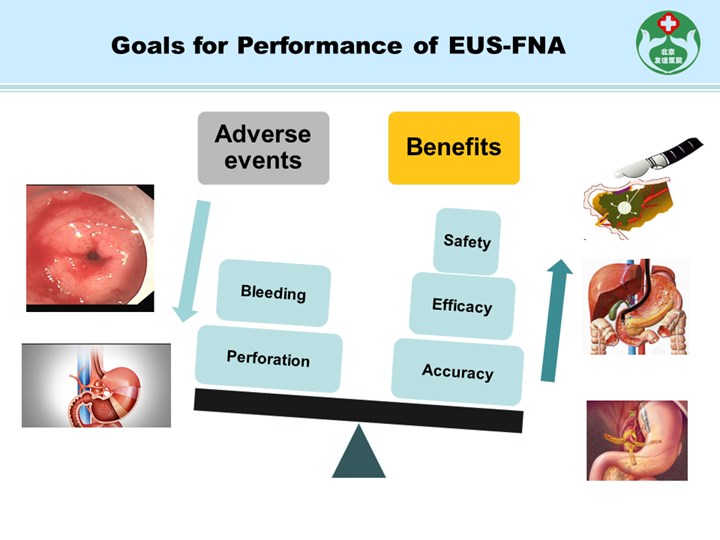 Goals for Performance of EUS-FNA
北京
友谊医院
Adverse
events
Benefits
Safety
Bleeding
Efficacy
Perforation
Accuracy